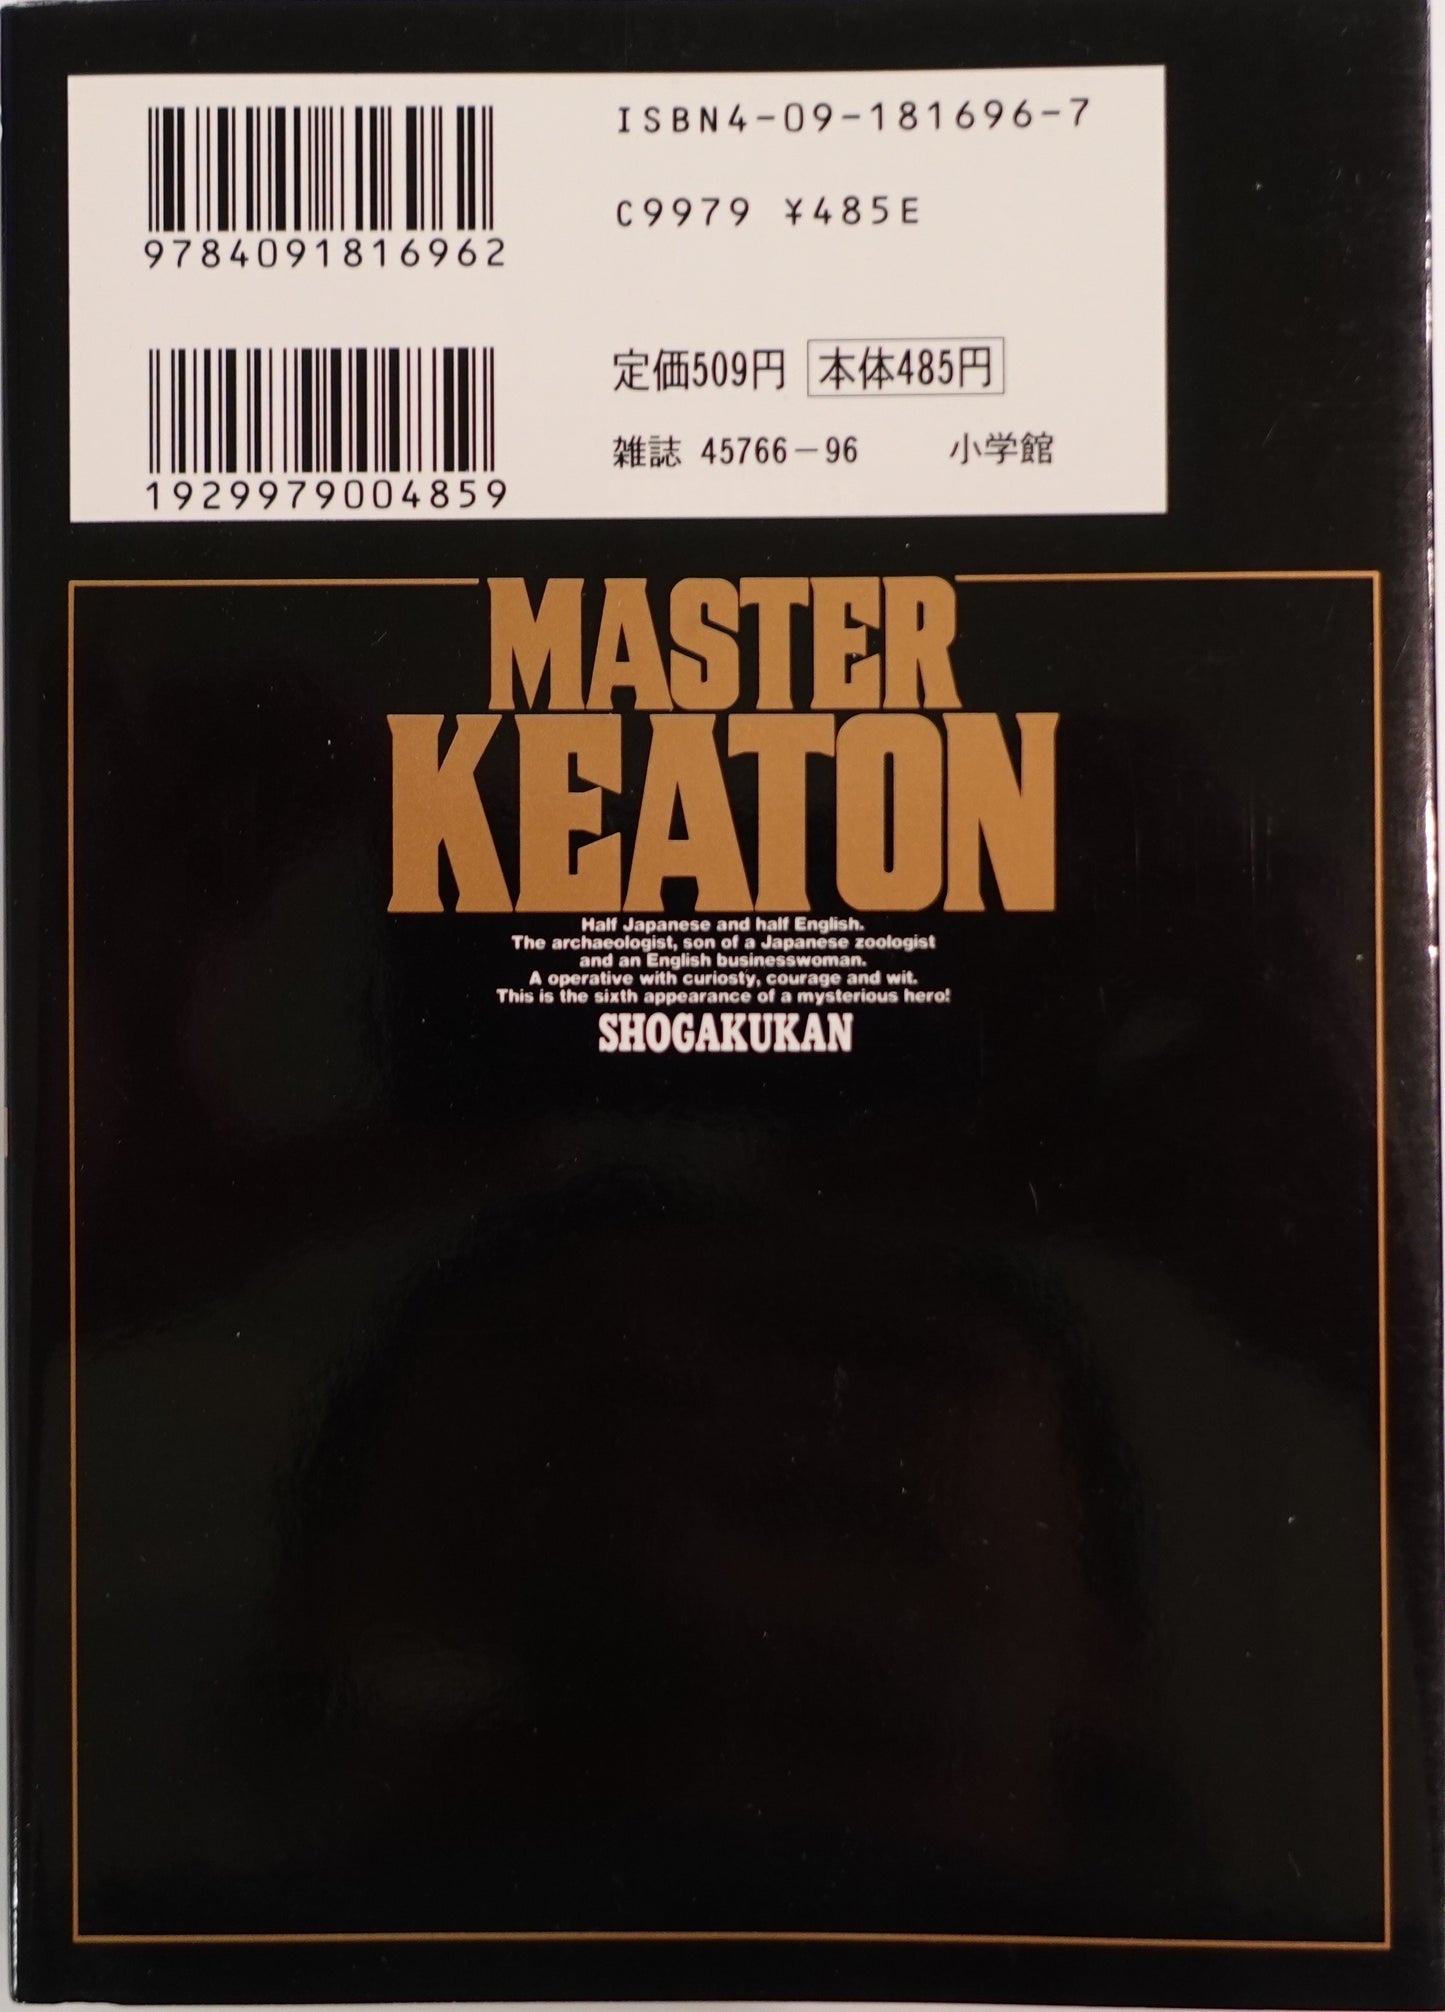 ISBN4-09-181696-7
C9979 ¥485E
9784091816962
定価509円 本体485円
雑誌 45766-96 小学館
1929979004859
MASTER
KEATON
Half Japanese and half English.
The archaeologist, son of a Japanese zoologist
and an English businesswoman.
A operative with curiosty, courage and wit.
This is the sixth appearance of a mysterious hero!
SHOGAKUKAN